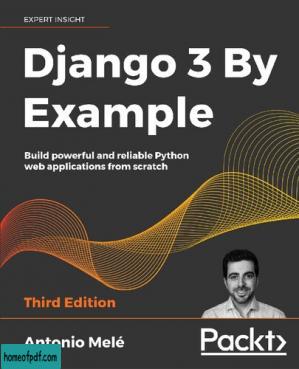 EXPERT INSIGHT
Django 3 By
Example
Build powerful and reliable Python
web applications from scratch
Third Edition
Antonio Melé
Packt>
homeofpdf.com